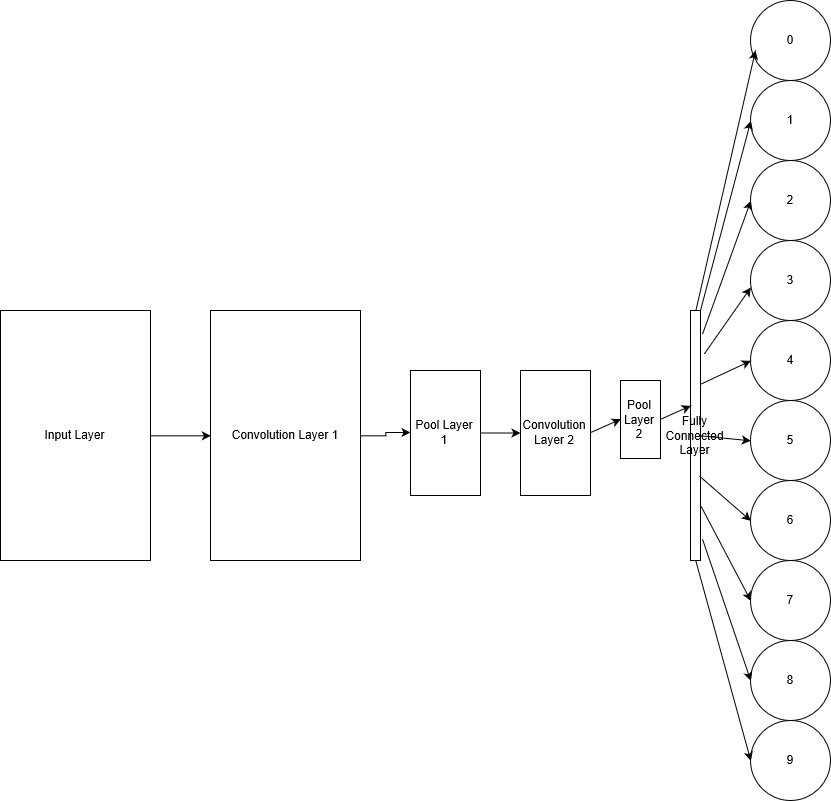 Input Layer
Convolution Layer 1
Pool Layer
1
Convolution
Layer 2
Pool
Layer
2
Fully
Connected
Layer
0
1
2
3
4
5
6
7
8
9